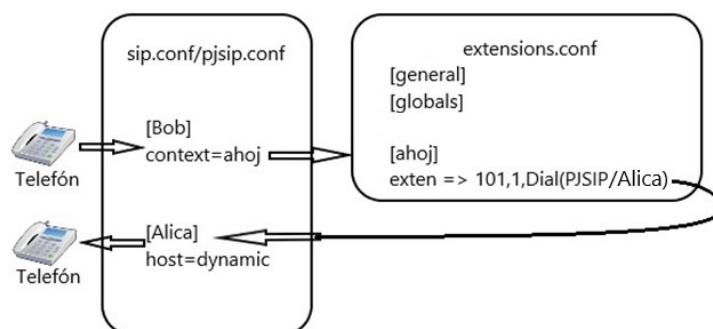 sip.conf/pjsip.conf
[Bob]
context=ahoj
Telefón
[Alica]
host=dynamic
Telefón
extensions.conf
[general]
[globals]
[ahoj]
exten => 101,1,Dial(PJSIP/Alica)